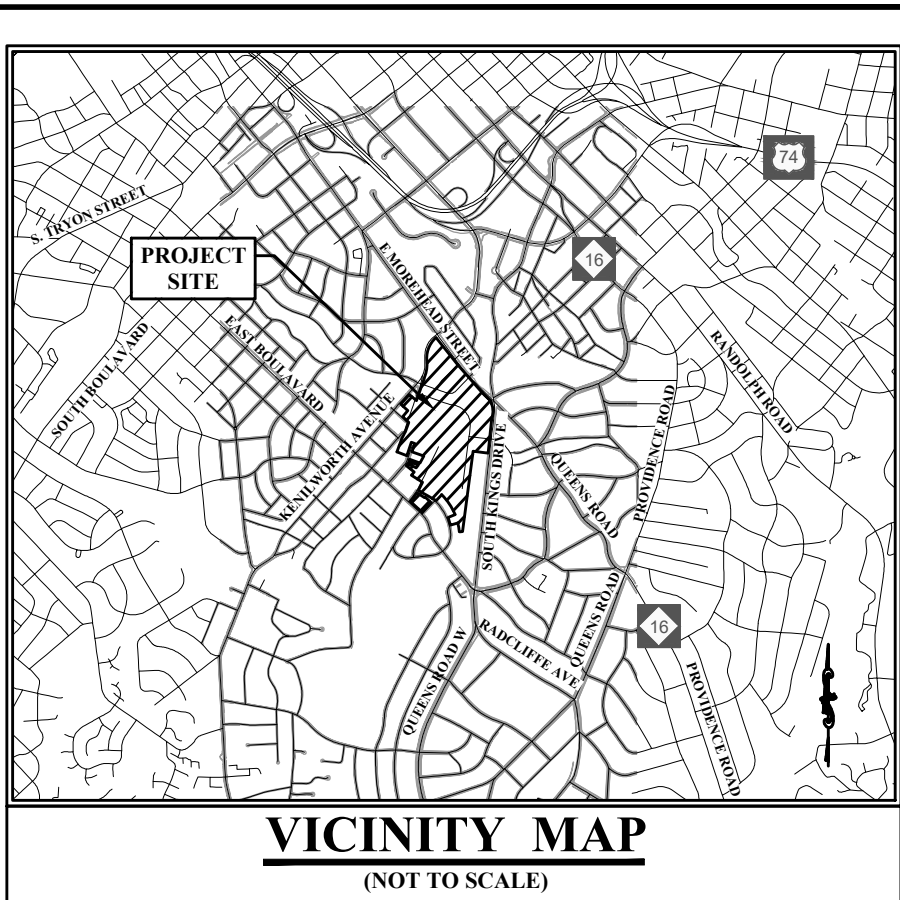 74
S. TRYON STREET
PROJECT
SITE
16
E MOREHEAD STREET
EAST BOULAVARD
SOUTH BOULAVARD
RANDOLPH ROAD
KENILWORTH AVENUE
PROVIDENCE ROAD
SOUTH KINGS DRIVE
QUEENS ROAD
QUEENS ROAD
16
RADCLIFFE AVE
QUEENS ROAD W
PROVIDENCE ROAD
VICINITY MAP
(NOT TO SCALE)